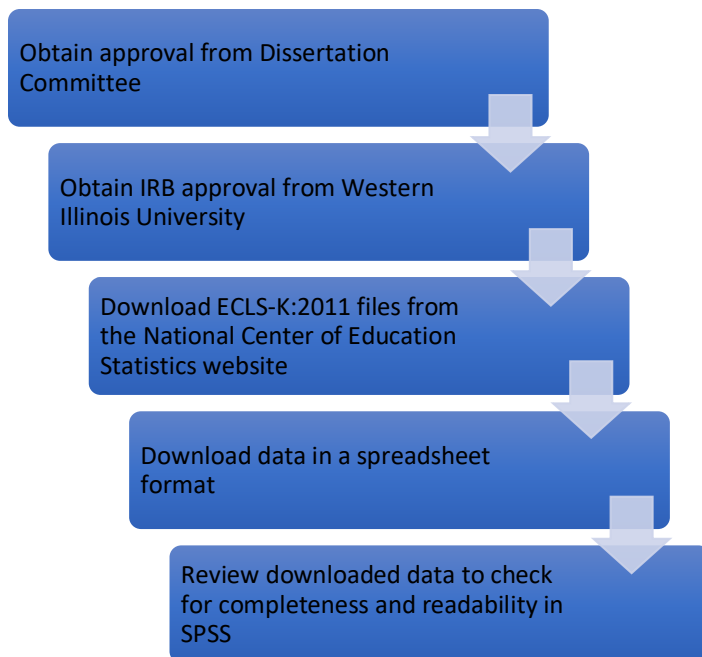 Obtain approval from Dissertation
Committee
Obtain IRB approval from Western
Illinois University
Download ECLS-K:2011 files from
the National Center of Education
Statistics website
Download data in a spreadsheet
format
Review downloaded data to check
for completeness and readability in
SPSS